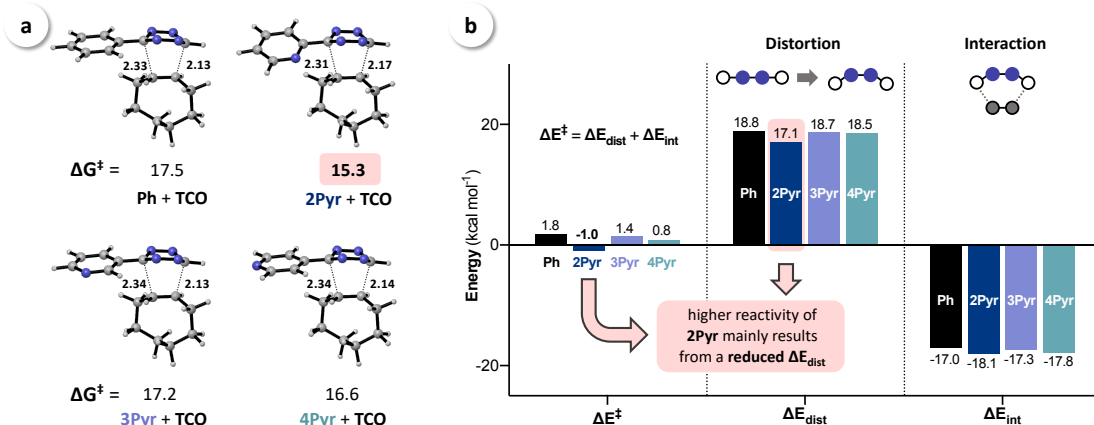 a
2.33
2.13
2.31
2.17
ΔG‡ = 17.5
15.3
Ph + TCO
2Pyr + TCO
2.34
2.13
2.34
2.14
ΔG‡ = 17.2
16.6
3Pyr + TCO
4Pyr + TCO
b
Distortion
Interaction
ΔE‡ = ΔEdist + ΔEint
Energy (kcal mol-1)
20
0
-20
1.8
-1.0
1.4
0.8
Ph
2Pyr
3Pyr
4Pyr
18.8
17.1
18.7
18.5
Ph
2Pyr
3Pyr
4Pyr
Ph
2Pyr
3Pyr
4Pyr
-17.0
-18.1
-17.3
-17.8
higher reactivity of
2Pyr mainly results
from a reduced ΔEdist
ΔE‡
ΔEdist
ΔEint